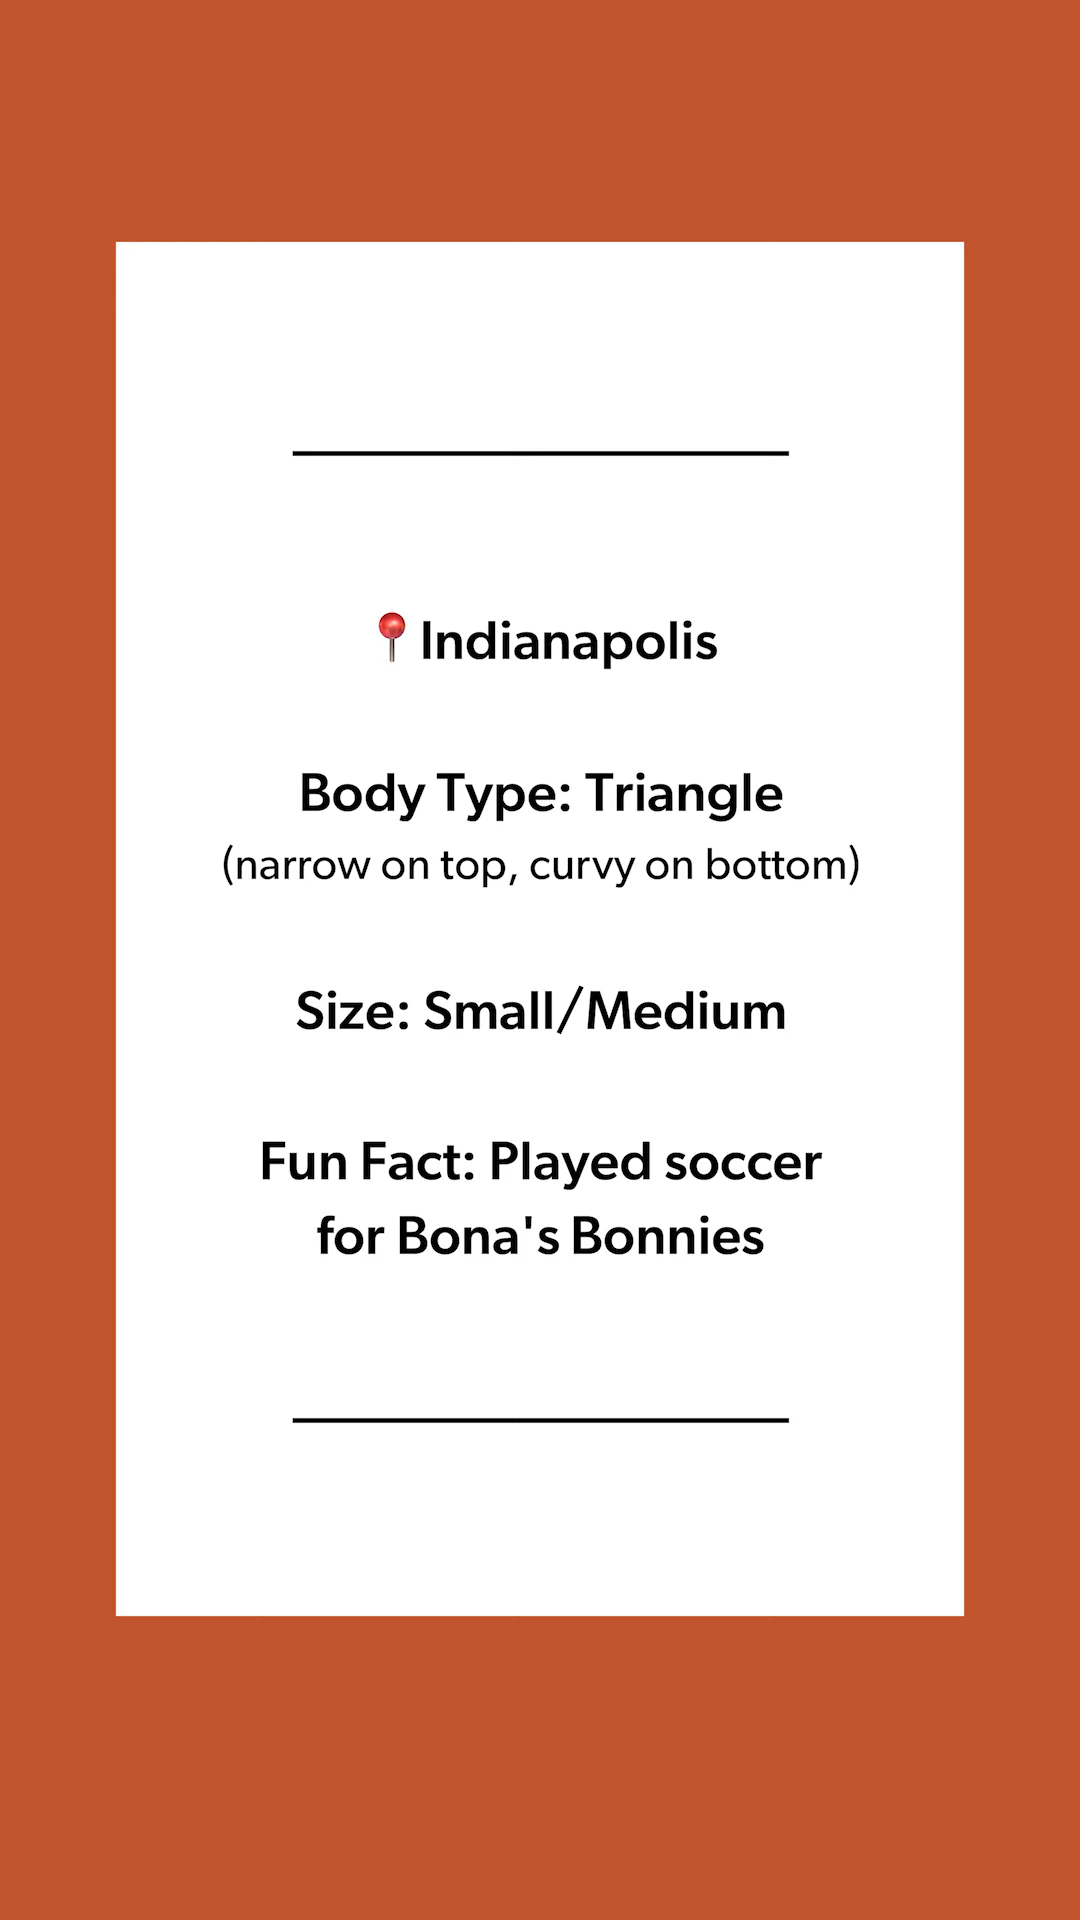 📍Indianapolis
Body Type: Triangle
(narrow on top, curvy on bottom)
Size: Small/Medium
Fun Fact: Played soccer
for Bona's Bonnies